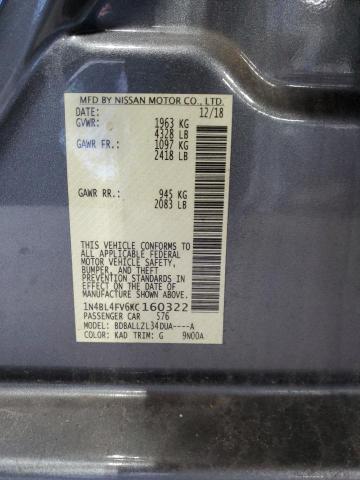 MFD BY NISSAN MOTOR CO., LTD.
DATE: 12/18
GVWR: 1963 KG
4328 LB
GAWR FR.: 1097 KG
2418 LB
GAWR RR.: 945 KG
2083 LB
THIS VEHICLE CONFORMS TO
ALL APPLICABLE FEDERAL
MOTOR VEHICLE SAFETY,
BUMPER, AND THEFT
PREVENTION STANDARDS IN
EFFECT ON THE DATE OF
MANUFACTURE SHOWN ABOVE.
1N4BL4FV6KC160322
PASSENGER CAR 576
MODEL: BDBALLZL34DUA----A
COLOR: KAD TRIM: G 9N00A